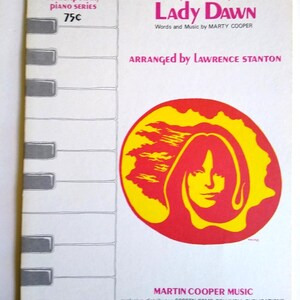 PIANO SERIES
75¢
Lady Dawn
Words and Music by MARTY COOPER
ARRANGED by LAWRENCE STANTON
MARTIN COOPER MUSIC